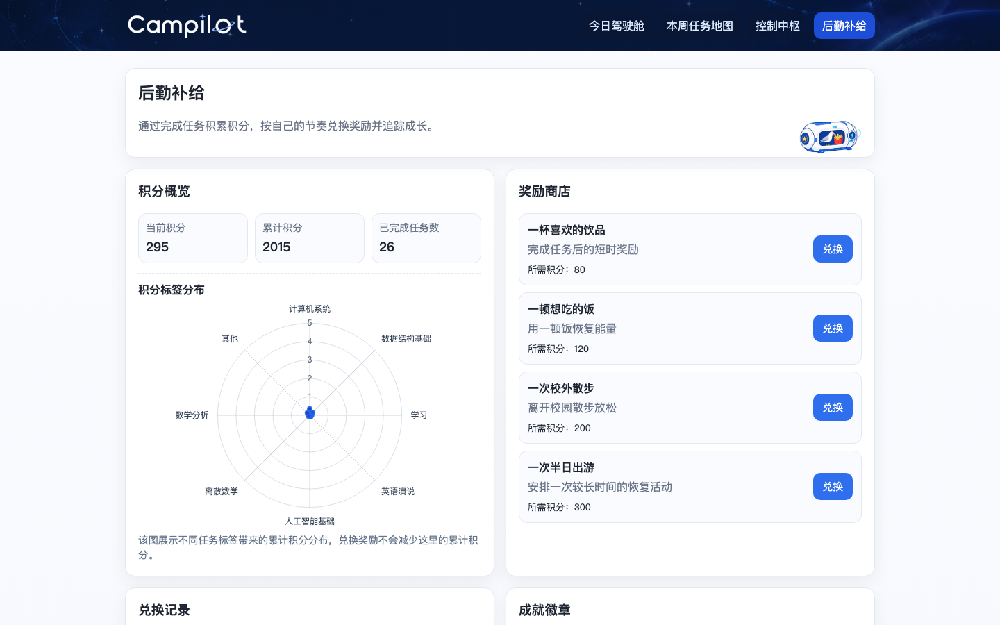 Campilot
今日驾驶舱
本周任务地图
控制中枢
后勤补给
后勤补给
通过完成任务积累积分，按自己的节奏兑换奖励并追踪成长。
积分概览
当前积分
295
累计积分
2015
已完成任务数
26
积分标签分布
计算机系统
5
其他
数据结构基础
4
3
2
1
数学分析
学习
离散数学
英语演说
人工智能基础
该图展示不同任务标签带来的累计积分分布，兑换奖励不会减少这里的累计积
分。
奖励商店
一杯喜欢的饮品
完成任务后的短时奖励
所需积分：80
兑换
一顿想吃的饭
用一顿饭恢复能量
所需积分：120
兑换
一次校外散步
离开校园散步放松
所需积分：200
兑换
一次半日出游
安排一次较长时间的恢复活动
所需积分：300
兑换
兑换记录
成就徽章